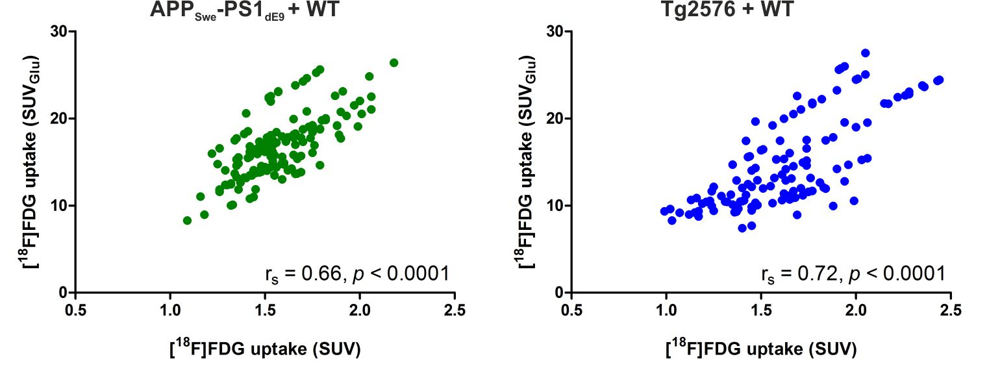 APPSwe-PS1dE9 + WT
30
20
10
0
0.5 1.0 1.5 2.0 2.5
[18F]FDG uptake (SUVGlu)
rs = 0.66, p < 0.0001
[18F]FDG uptake (SUV)
Tg2576 + WT
30
20
10
0
0.5 1.0 1.5 2.0 2.5
[18F]FDG uptake (SUVGlu)
rs = 0.72, p < 0.0001
[18F]FDG uptake (SUV)